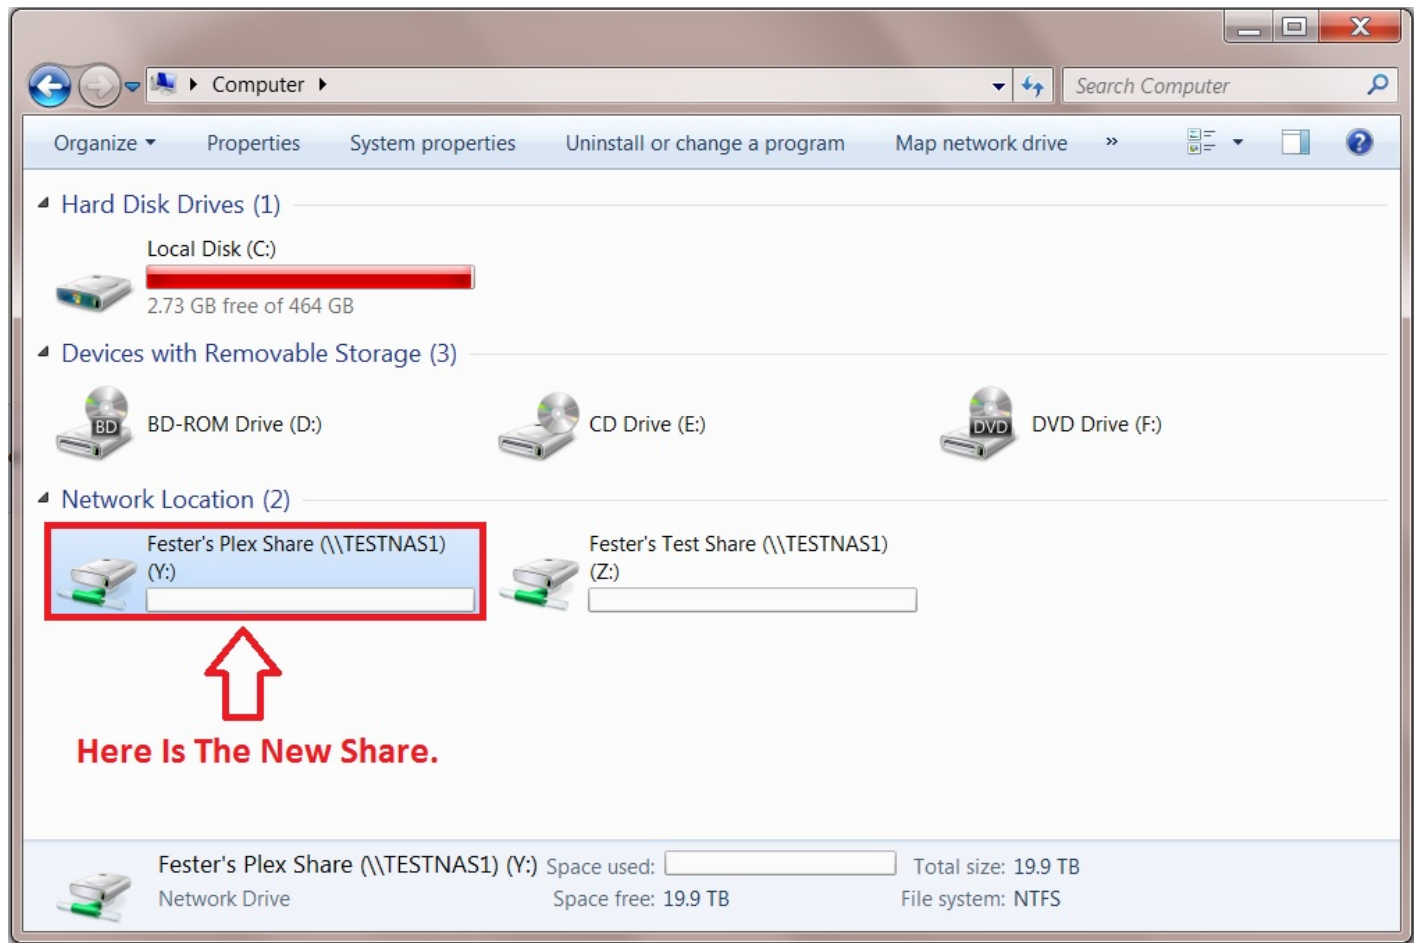 Computer
Search Computer
Organize Properties System properties Uninstall or change a program Map network drive »
Hard Disk Drives (1)
Local Disk (C:)
2.73 GB free of 464 GB
Devices with Removable Storage (3)
BD
BD-ROM Drive (D:)
CD Drive (E:)
DVD
DVD Drive (F:)
Network Location (2)
Fester's Plex Share (\\TESTNAS1)
(Y:)
Fester's Test Share (\\TESTNAS1)
(Z:)
Here Is The New Share.
Fester's Plex Share (\\TESTNAS1) (Y:) Space used: Total size: 19.9 TB
Network Drive Space free: 19.9 TB File system: NTFS